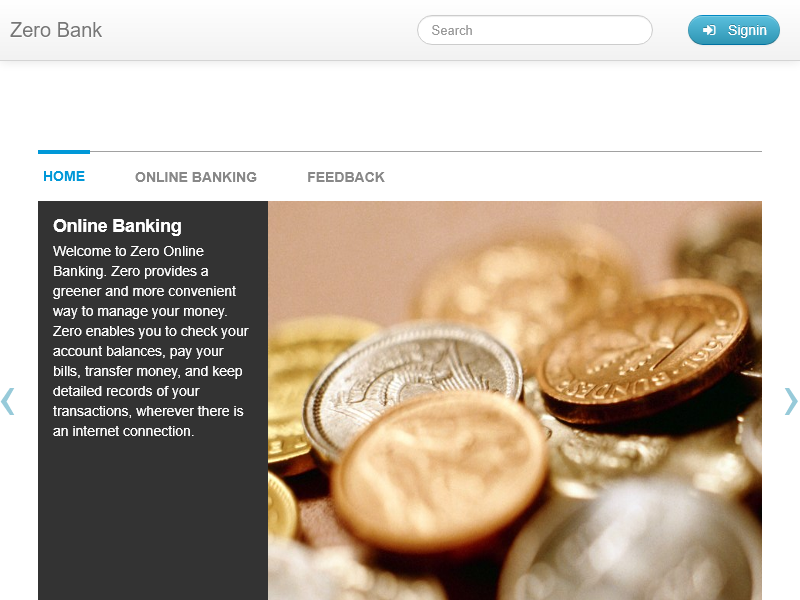 Zero Bank
Search
Signin
HOME
ONLINE BANKING
FEEDBACK
Online Banking
Welcome to Zero Online
Banking. Zero provides a
greener and more convenient
way to manage your money.
Zero enables you to check your
account balances, pay your
bills, transfer money, and keep
detailed records of your
transactions, wherever there is
an internet connection.